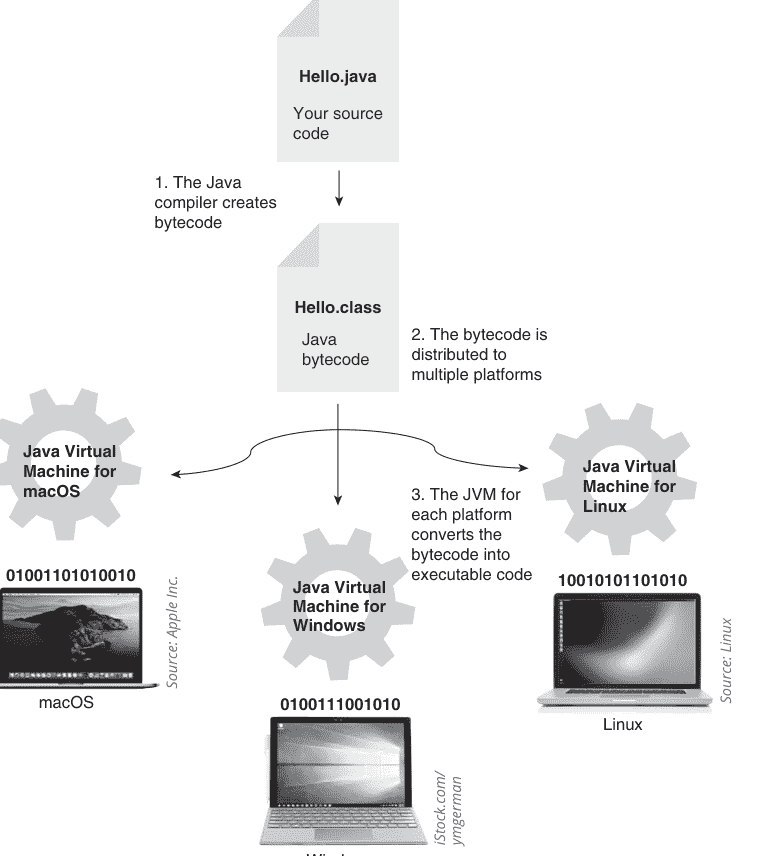 Hello.java
Your source
code
1. The Java
compiler creates
bytecode
Hello.class
Java
bytecode
2. The bytecode is
distributed to
multiple platforms
Java Virtual
Machine for
macOS
Java Virtual
Machine for
Linux
3. The JVM for
each platform
converts the
bytecode into
executable code
01001101010010
Source: Apple Inc.
macOS
Java Virtual
Machine for
Windows
10010101101010
Source: Linux
Linux
0100111001010
iStock.com/
ymgerman